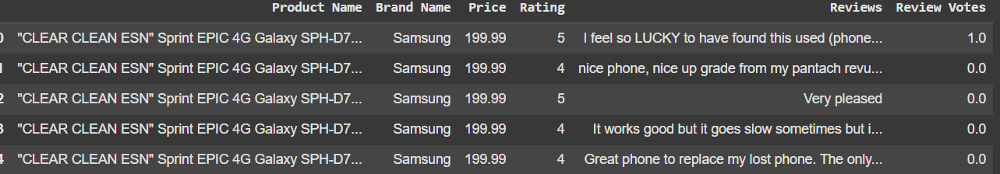 Product Name Brand Name Price Rating Reviews Review Votes
0 "CLEAR CLEAN ESN" Sprint EPIC 4G Galaxy SPH-D7... Samsung 199.99 5 I feel so LUCKY to have found this used (phone... 1.0
1 "CLEAR CLEAN ESN" Sprint EPIC 4G Galaxy SPH-D7... Samsung 199.99 4 nice phone, nice up grade from my pantach revu... 0.0
2 "CLEAR CLEAN ESN" Sprint EPIC 4G Galaxy SPH-D7... Samsung 199.99 5 Very pleased 0.0
3 "CLEAR CLEAN ESN" Sprint EPIC 4G Galaxy SPH-D7... Samsung 199.99 4 It works good but it goes slow sometimes but i... 0.0
4 "CLEAR CLEAN ESN" Sprint EPIC 4G Galaxy SPH-D7... Samsung 199.99 4 Great phone to replace my lost phone. The only... 0.0